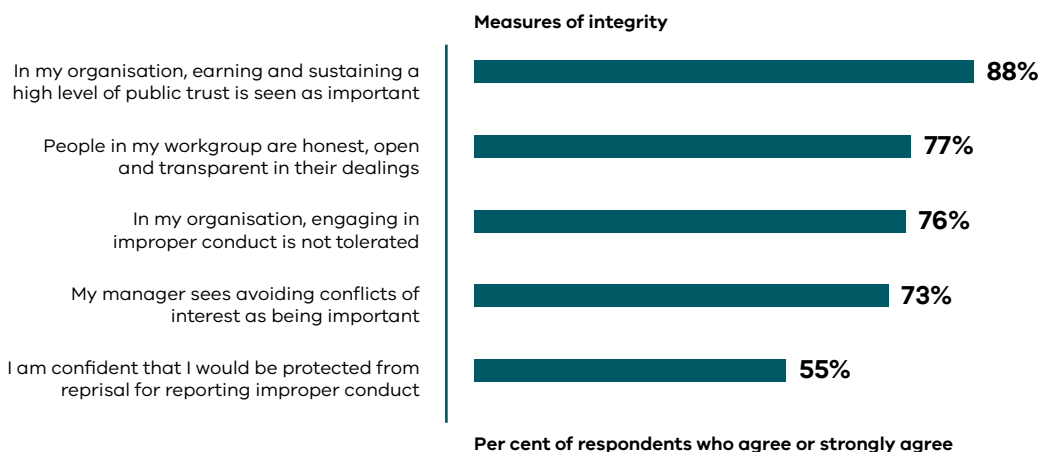 Measures of integrity
In my organisation, earning and sustaining a
high level of public trust is seen as important
88%
People in my workgroup are honest, open
and transparent in their dealings
77%
In my organisation, engaging in
improper conduct is not tolerated
76%
My manager sees avoiding conflicts of
interest as being important
73%
I am confident that I would be protected from
reprisal for reporting improper conduct
55%
Per cent of respondents who agree or strongly agree